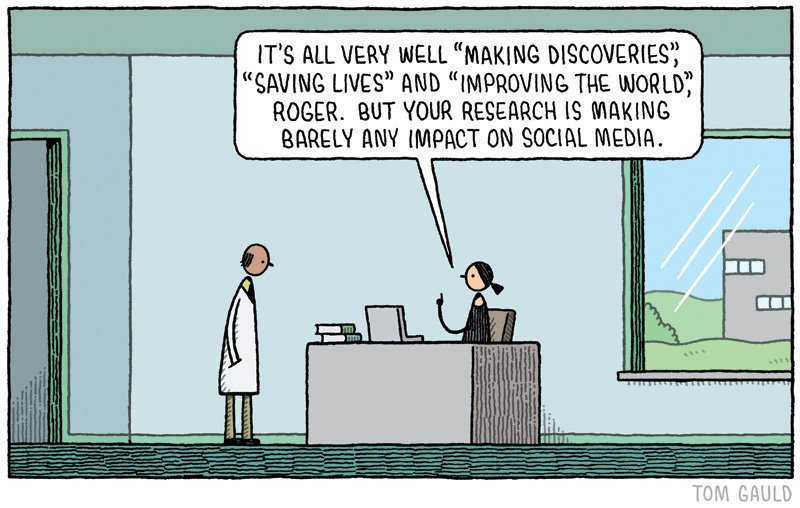 IT'S ALL VERY WELL "MAKING DISCOVERIES",
"SAVING LIVES" AND "IMPROVING THE WORLD",
ROGER. BUT YOUR RESEARCH IS MAKING
BARELY ANY IMPACT ON SOCIAL MEDIA.
TOM GAULD